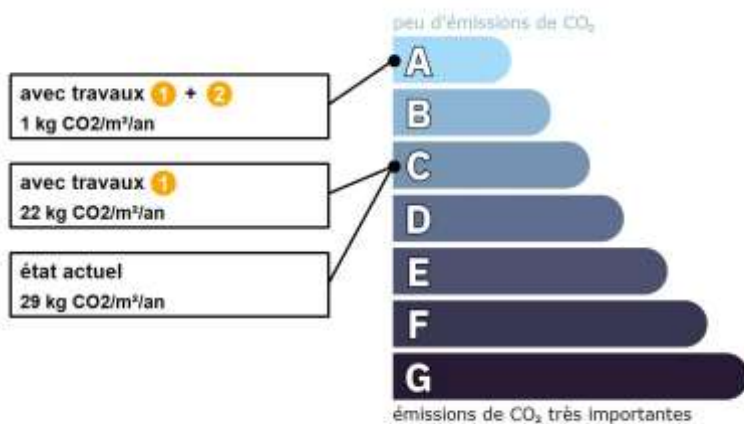 peu d'émissions de CO₂
A
avec travaux 1 + 2
1 kg CO2/m²/an
B
C
avec travaux 1
22 kg CO2/m²/an
D
état actuel
29 kg CO2/m²/an
E
F
G
émissions de CO₂ très importantes